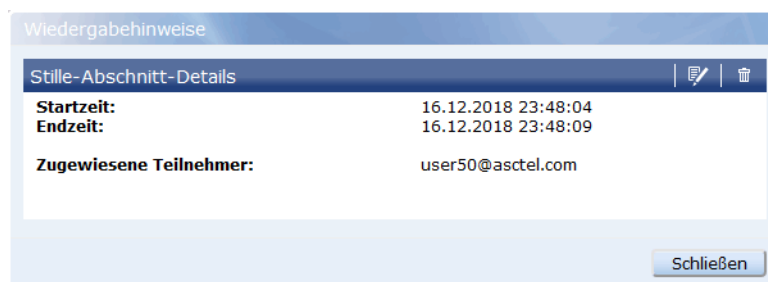 Wiedergabehinweise
Stille-Abschnitt-Details
Startzeit: 16.12.2018 23:48:04
Endzeit: 16.12.2018 23:48:09
Zugewiesene Teilnehmer: user50@asctel.com
Schließen